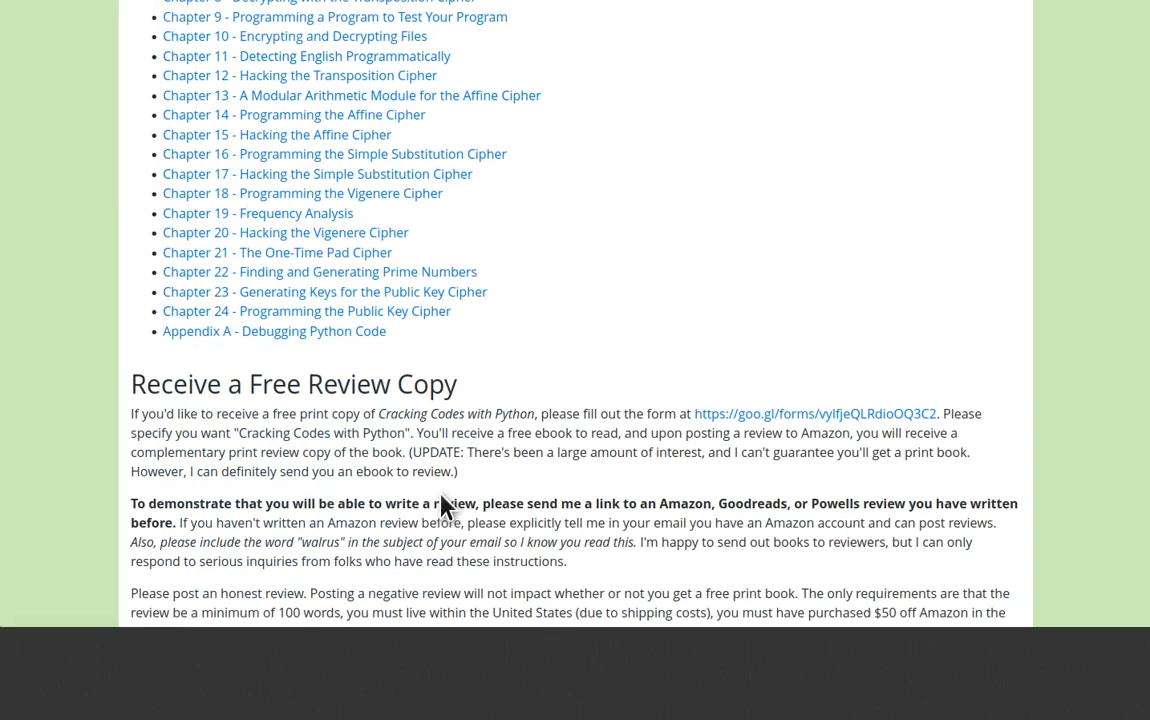 Chapter 8 - Decrypting with the Transposition Cipher
Chapter 9 - Programming a Program to Test Your Program
Chapter 10 - Encrypting and Decrypting Files
Chapter 11 - Detecting English Programmatically
Chapter 12 - Hacking the Transposition Cipher
Chapter 13 - A Modular Arithmetic Module for the Affine Cipher
Chapter 14 - Programming the Affine Cipher
Chapter 15 - Hacking the Affine Cipher
Chapter 16 - Programming the Simple Substitution Cipher
Chapter 17 - Hacking the Simple Substitution Cipher
Chapter 18 - Programming the Vigenere Cipher
Chapter 19 - Frequency Analysis
Chapter 20 - Hacking the Vigenere Cipher
Chapter 21 - The One-Time Pad Cipher
Chapter 22 - Finding and Generating Prime Numbers
Chapter 23 - Generating Keys for the Public Key Cipher
Chapter 24 - Programming the Public Key Cipher
Appendix A - Debugging Python Code
Receive a Free Review Copy
If you'd like to receive a free print copy of Cracking Codes with Python, please fill out the form at https://goo.gl/forms/vylfjeQLRdioOQ3C2. Please
specify you want "Cracking Codes with Python". You'll receive a free ebook to read, and upon posting a review to Amazon, you will receive a
complementary print review copy of the book. (UPDATE: There's been a large amount of interest, and I can't guarantee you'll get a print book.
However, I can definitely send you an ebook to review.)
To demonstrate that you will be able to write a review, please send me a link to an Amazon, Goodreads, or Powells review you have written
before. If you haven't written an Amazon review before, please explicitly tell me in your email you have an Amazon account and can post reviews.
Also, please include the word "walrus" in the subject of your email so I know you read this. I'm happy to send out books to reviewers, but I can only
respond to serious inquiries from folks who have read these instructions.
Please post an honest review. Posting a negative review will not impact whether or not you get a free print book. The only requirements are that the
review be a minimum of 100 words, you must live within the United States (due to shipping costs), you must have purchased $50 off Amazon in the